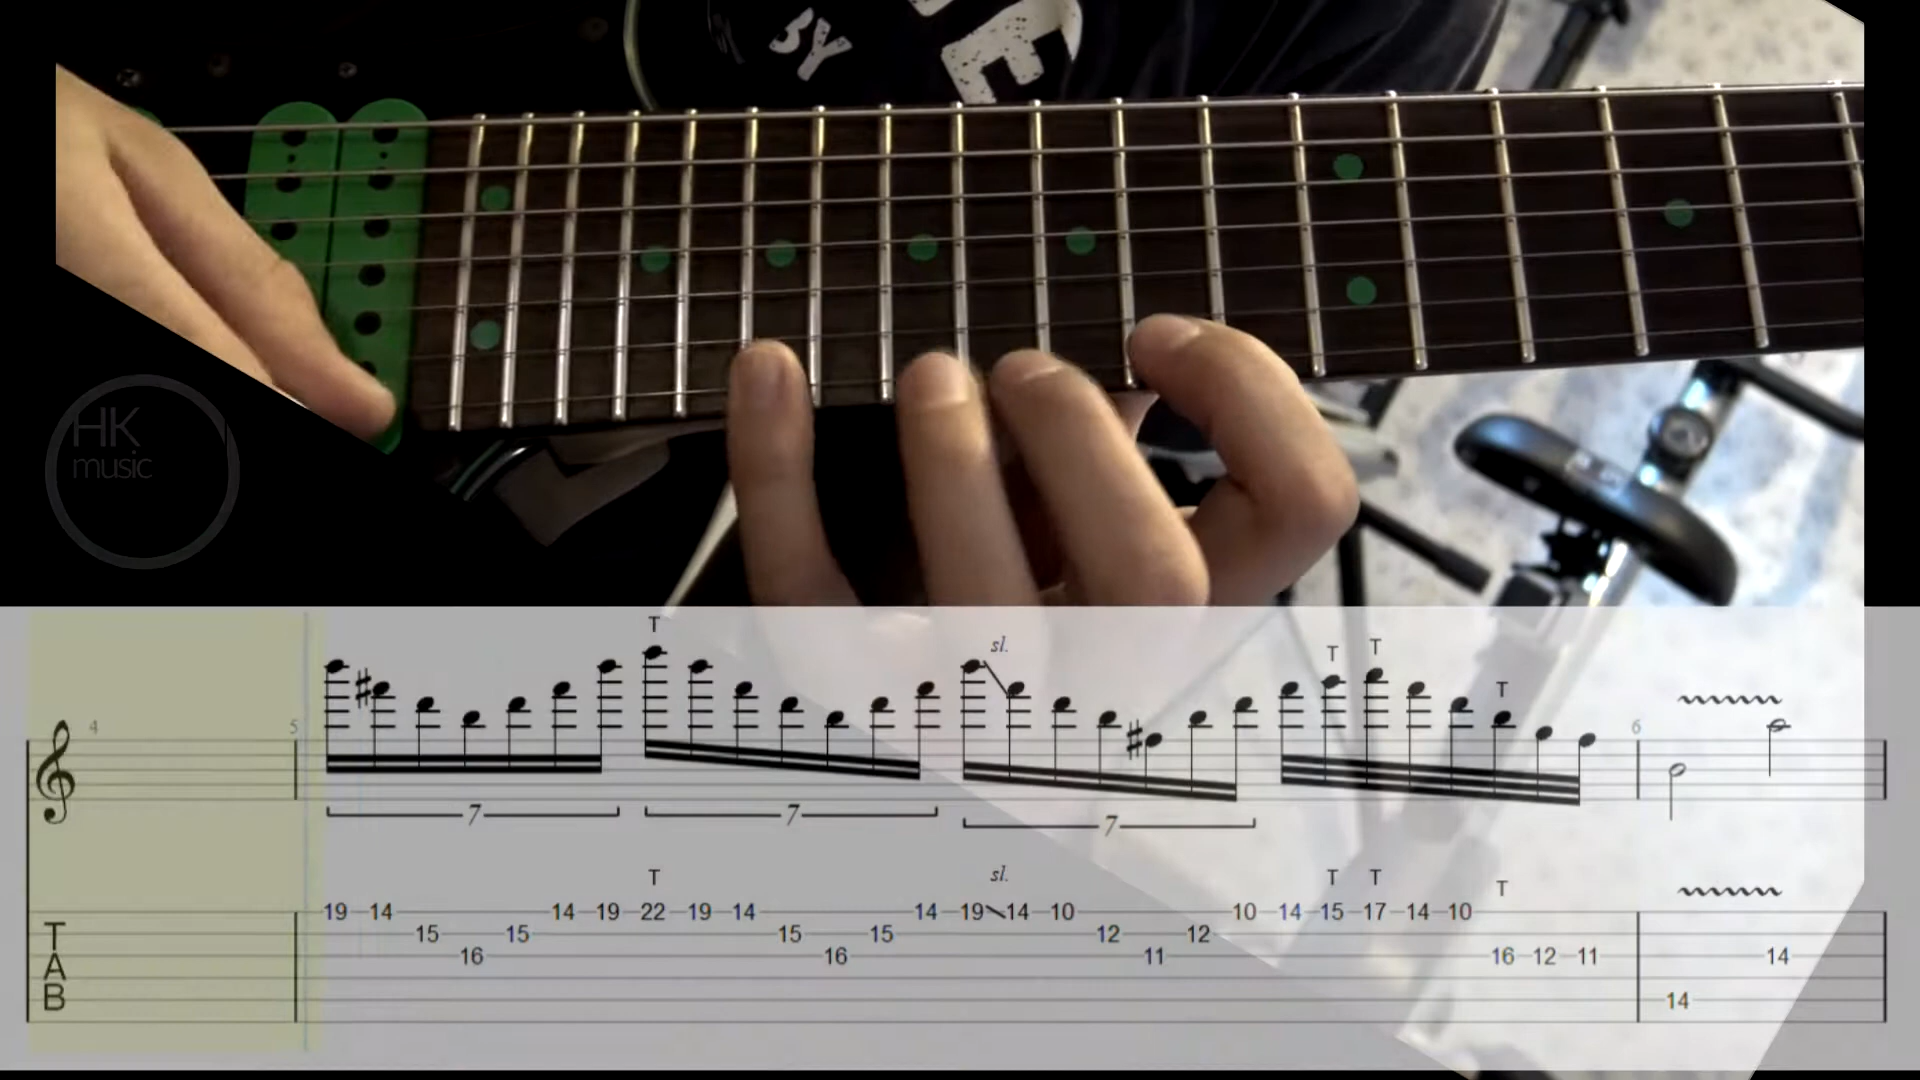 BY
E
HK
music
T
sl.
T T
T
4
5
6
7
7
7
T
sl.
T T
T
19 14 14 19 22 19 14 14 19 14 10 10 14 15 17 14 10
T 15 15 15 15 12 12
A 16 16 11 16 12 11 14
B 14